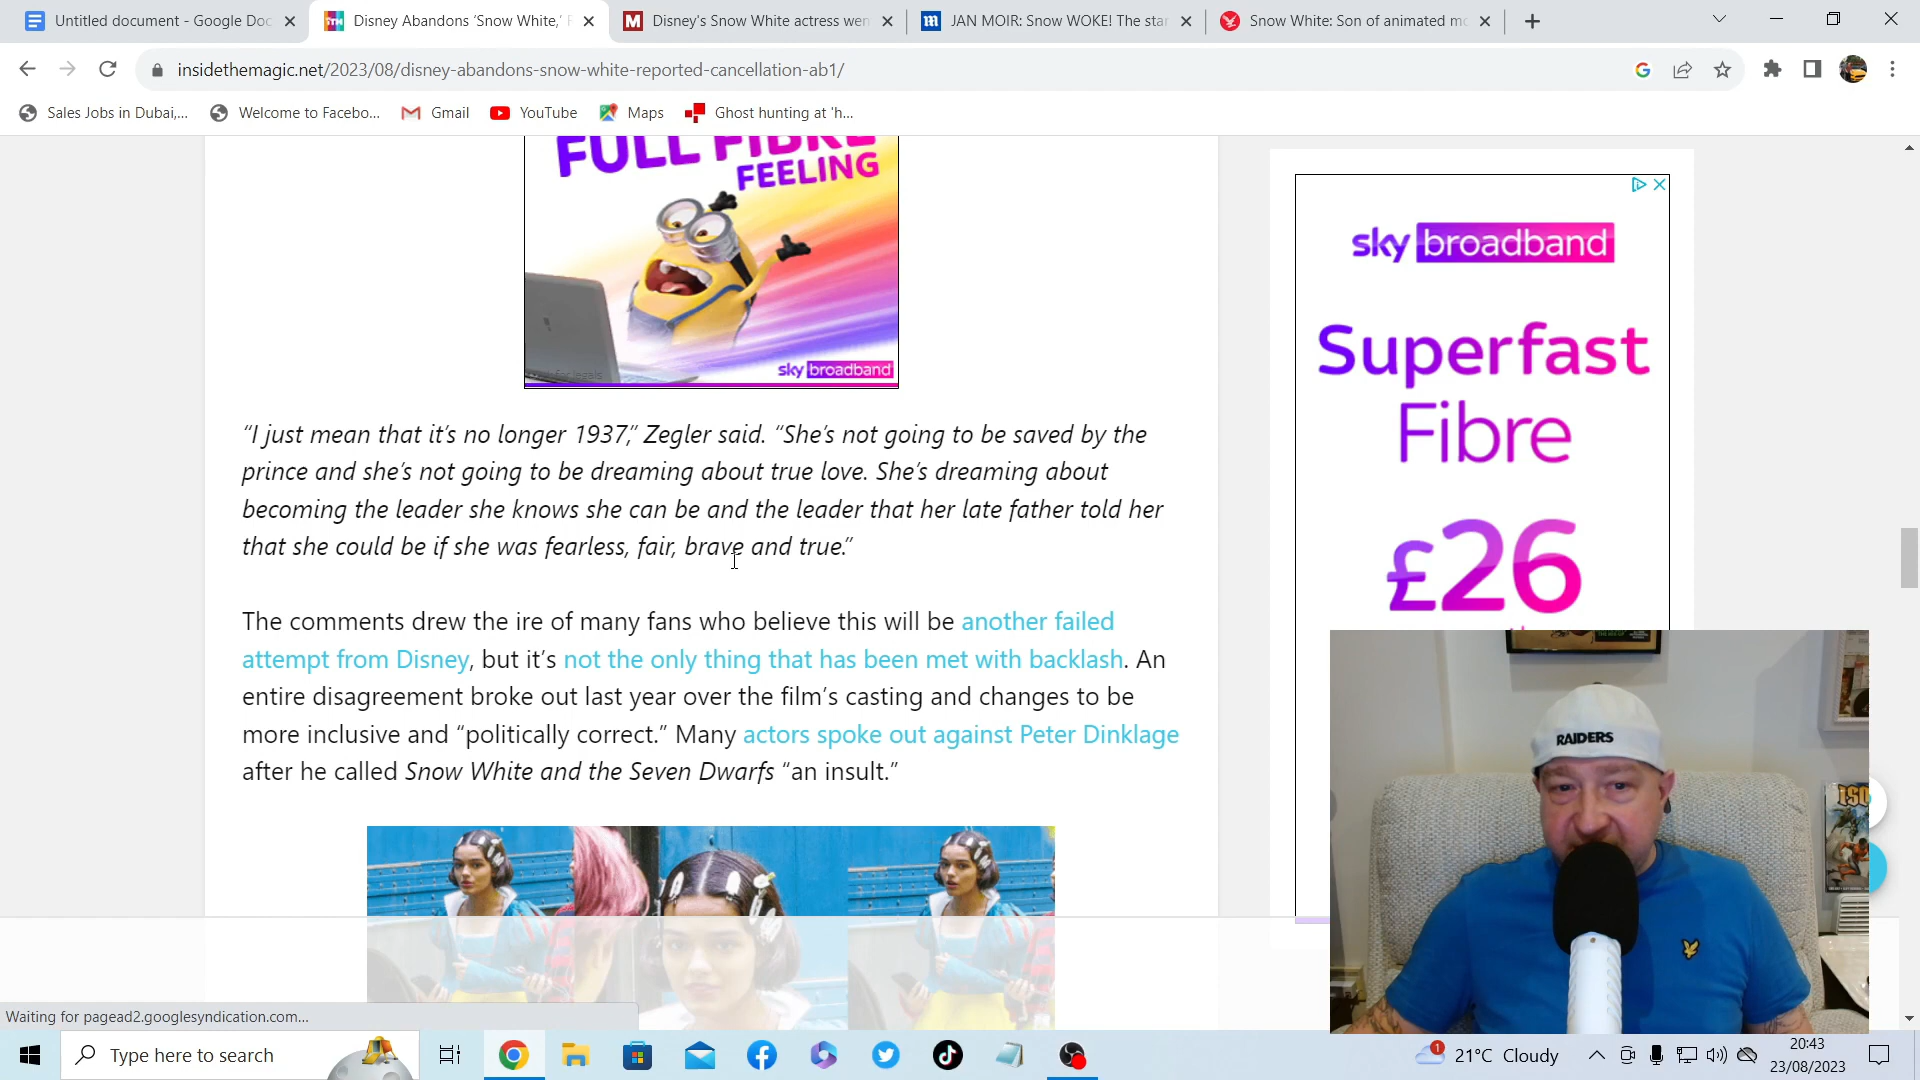 Untitled document - Google Doc
Disney Abandons 'Snow White,'
Disney's Snow White actress wen
JAN MOIR: Snow WOKE! The star
Snow White: Son of animated mo
insidethemagic.net/2023/08/disney-abandons-snow-white-reported-cancellation-ab1/
Sales Jobs in Dubai,...
Welcome to Facebo...
Gmail
YouTube
Maps
Ghost hunting at 'h...
FULL FIBRE
FEELING
sky broadband
"I just mean that it's no longer 1937," Zegler said. "She's not going to be saved by the
prince and she's not going to be dreaming about true love. She's dreaming about
becoming the leader she knows she can be and the leader that her late father told her
that she could be if she was fearless, fair, brave and true."
The comments drew the ire of many fans who believe this will be another failed
attempt from Disney, but it's not the only thing that has been met with backlash. An
entire disagreement broke out last year over the film's casting and changes to be
more inclusive and "politically correct." Many actors spoke out against Peter Dinklage
after he called Snow White and the Seven Dwarfs "an insult."
sky broadband
Superfast
Fibre
£26
RAIDERS
Waiting for pagead2.googlesyndication.com...
Type here to search
1
21°C Cloudy
20:43
23/08/2023